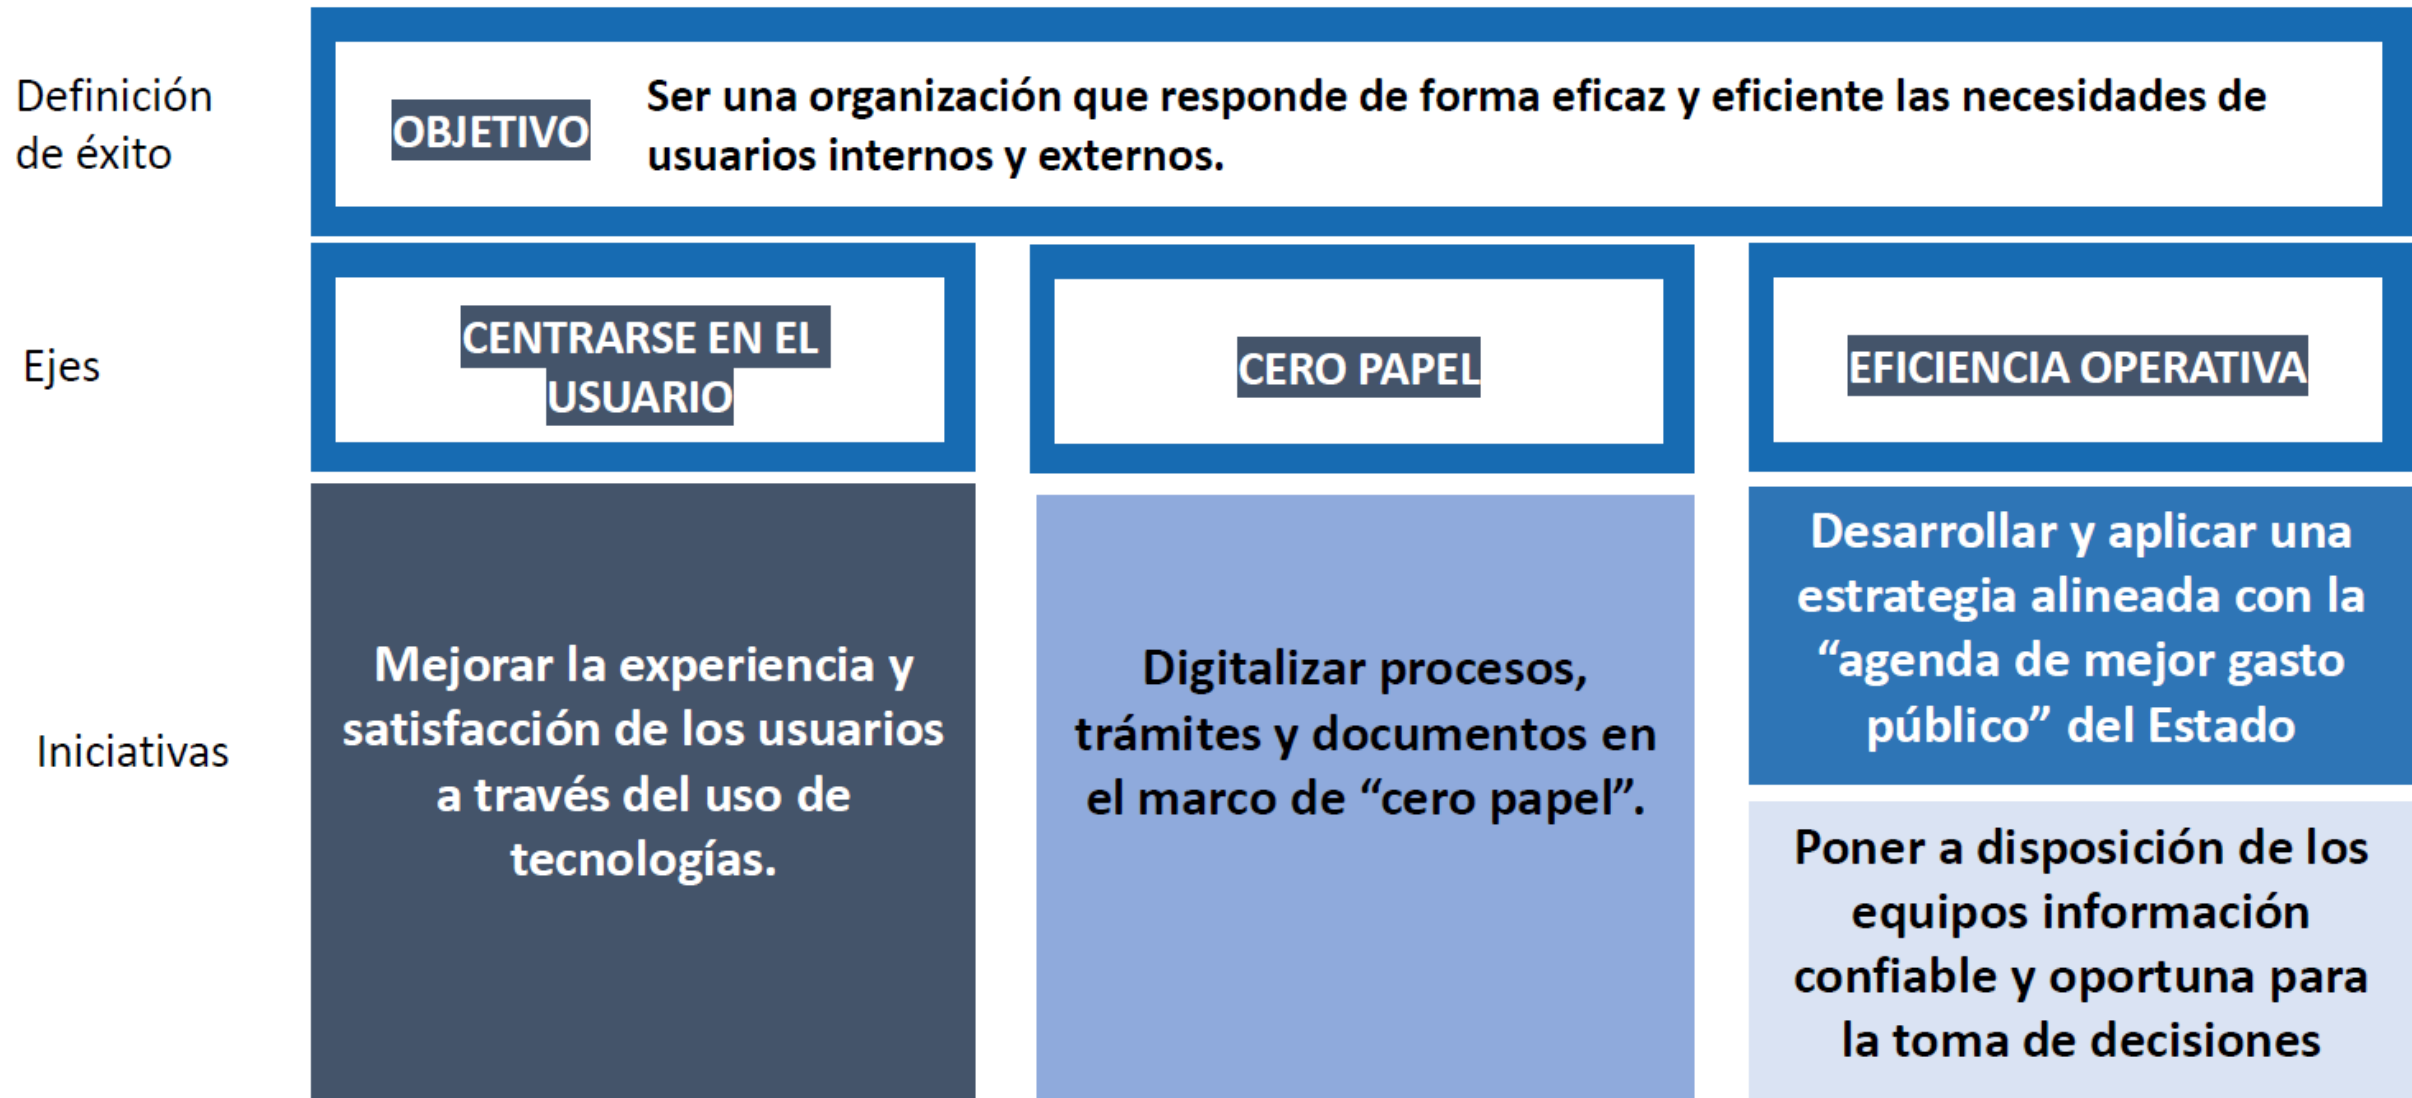 Definición
de éxito
OBJETIVO
Ser una organización que responde de forma eficaz y eficiente las necesidades de
usuarios internos y externos.
Ejes
CENTRARSE EN EL
USUARIO
CERO PAPEL
EFICIENCIA OPERATIVA
Iniciativas
Mejorar la experiencia y
satisfacción de los usuarios
a través del uso de
tecnologías.
Digitalizar procesos,
trámites y documentos en
el marco de “cero papel”.
Desarrollar y aplicar una
estrategia alineada con la
“agenda de mejor gasto
público” del Estado
Poner a disposición de los
equipos información
confiable y oportuna para
la toma de decisiones